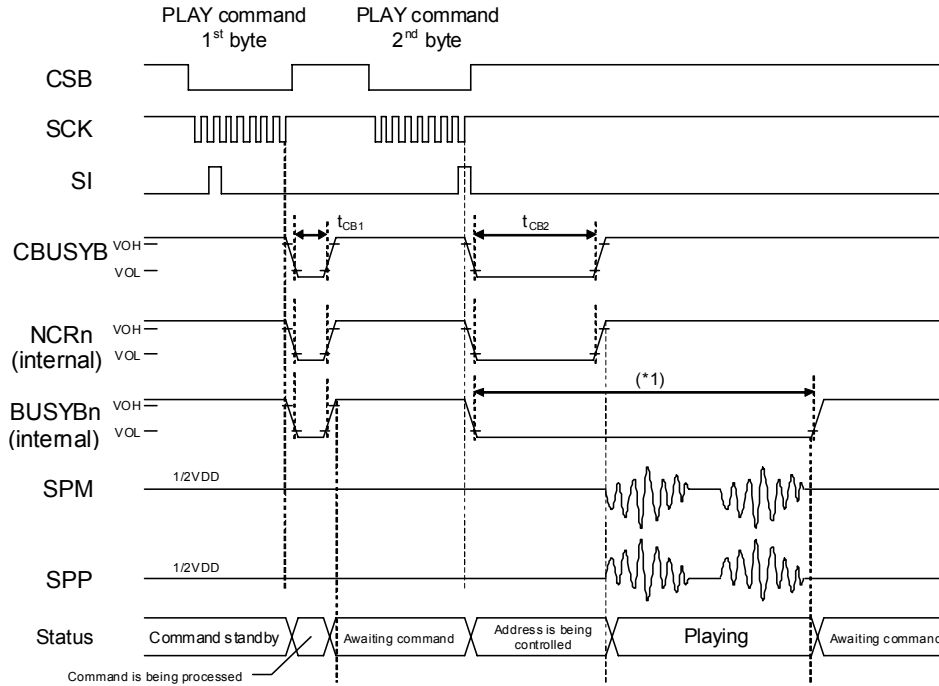 PLAY command
1st byte
PLAY command
2nd byte
CSB
SCK
SI
tCB1
tCB2
CBUSYB
VOH
VOL
NCRn
(internal)
VOH
VOL
(*1)
BUSYBn
(internal)
VOH
VOL
SPM
1/2VDD
SPP
1/2VDD
Status
Command standby
Awaiting command
Address is being
controlled
Playing
Awaiting command
Command is being processed